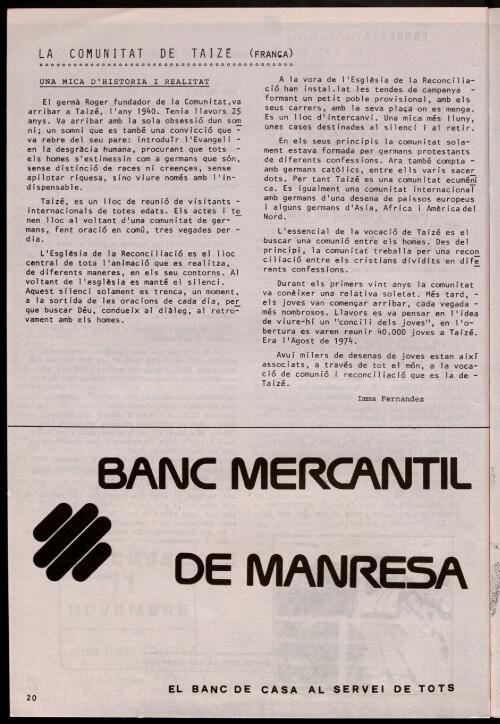 LA COMUNITAT DE TAIZE (FRANÇA)
UNA MICA D'HISTORIA I REALITAT
El germà Roger fundador de la Comunitat,va
arribar a Taizé, l'any 1940. Tenia llavors 25
anys. Va arribar amb la sola obsessió dun som
ni; un somni que es també una convicció que -
va rebre del seu pare: introduir l'Evangeli -
en la desgràcia humana, procurant que tots -
els homes s'estimessin com a germans que són,
sense distinció de races ni creençes, sense
apilotar riquesa, sino viure només amb l'in-
dispensable.
Taizé, es un lloc de reunió de visitants -
internacionals de totes edats. Els actes i te
nen lloc al voltant d'una comunitat de ger-
mans, fent oració en comú, tres vegades per -
dia.
L'Església de la Reconciliació es el lloc
central de tota l'animació que es realitza,
de diferents maneres, en els seu contorns. Al
voltant de l'església es manté el silenci.
Aquest silenci solament es trenca, un moment,
a la sortida de les oracions de cada dia, per
que buscar Déu, condueix al diàleg, al retro-
vament amb els homes.
A la vora de l'Església de la Reconcilia-
ció han instal.lat les tendes de campanya -
formant un petit poble provisional, amb els
seus carrers, amb la seva plaça on es menga.
Es un lloc d'intercanvi. Una mica més lluny,
unes cases destinades al silenci i al retir.
En els seus principis la comunitat sola-
ment estava formada per germans protestants
de diferents confessions. Ara també compta -
amb germans catòlics, entre ells varis sacer
dots. Per tant Taizé es una comunitat ecuméni
ca. Es igualment una comunitat internacional
amb germans d'una desena de paissos europeus
i alguns germans d'Asia, Africa i Amèrica del
Nord.
L'essencial de la vocació de Taizé es el
buscar una comunió entre els homes. Des del
principi, la comunitat treballa per una recon
ciliació entre els cristians dividits en dife
rents confessions.
Durant els primers vint anys la comunitat
va conèixer una relativa soletat. Més tard, -
els joves van començar arribar, cada vegada -
més nombrosos. Llavors es va pensar en l'idea
de viure-hi un "concili dels joves", en l'o-
bertura es varen reunir 40.000 joves a Taizé.
Era l'Agost de 1974.
Avui milers de desenas de joves estan així
associats, a través de tot el món, a la voca-
ció de comunió i reconciliació que es la de -
Taizé.
Imma Fernandez
BANC MERCANTIL
DE MANRESA
EL BANC DE CASA AL SERVEI DE TOTS
20